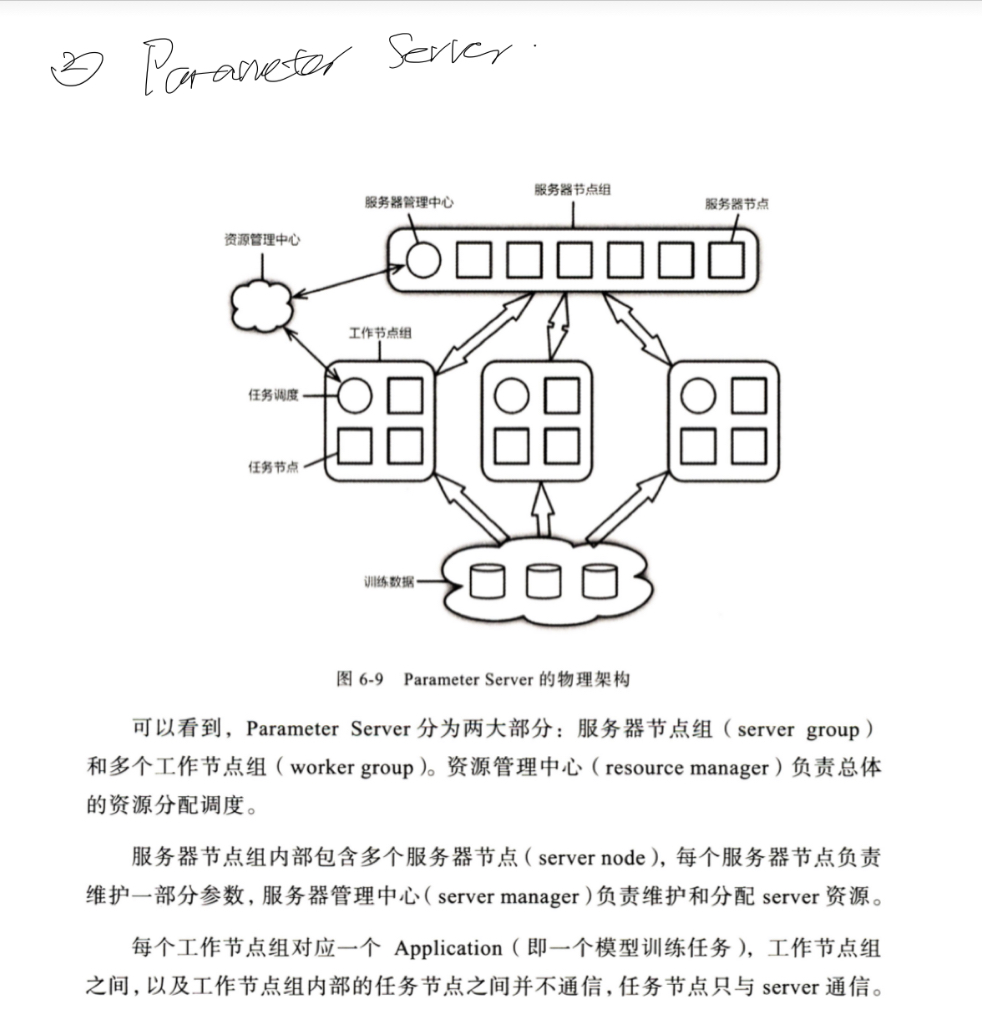 ② Parameter Server.
服务器节点组
服务器管理中心
服务器节点
资源管理中心
工作节点组
任务调度
任务节点
训练数据
图 6-9 Parameter Server 的物理架构
可以看到，Parameter Server 分为两大部分：服务器节点组（server group）
和多个工作节点组（worker group）。资源管理中心（resource manager）负责总体
的资源分配调度。
服务器节点组内部包含多个服务器节点（server node），每个服务器节点负责
维护一部分参数，服务器管理中心（server manager）负责维护和分配 server 资源。
每个工作节点组对应一个 Application（即一个模型训练任务），工作节点组
之间，以及工作节点组内部的任务节点之间并不通信，任务节点只与 server 通信。